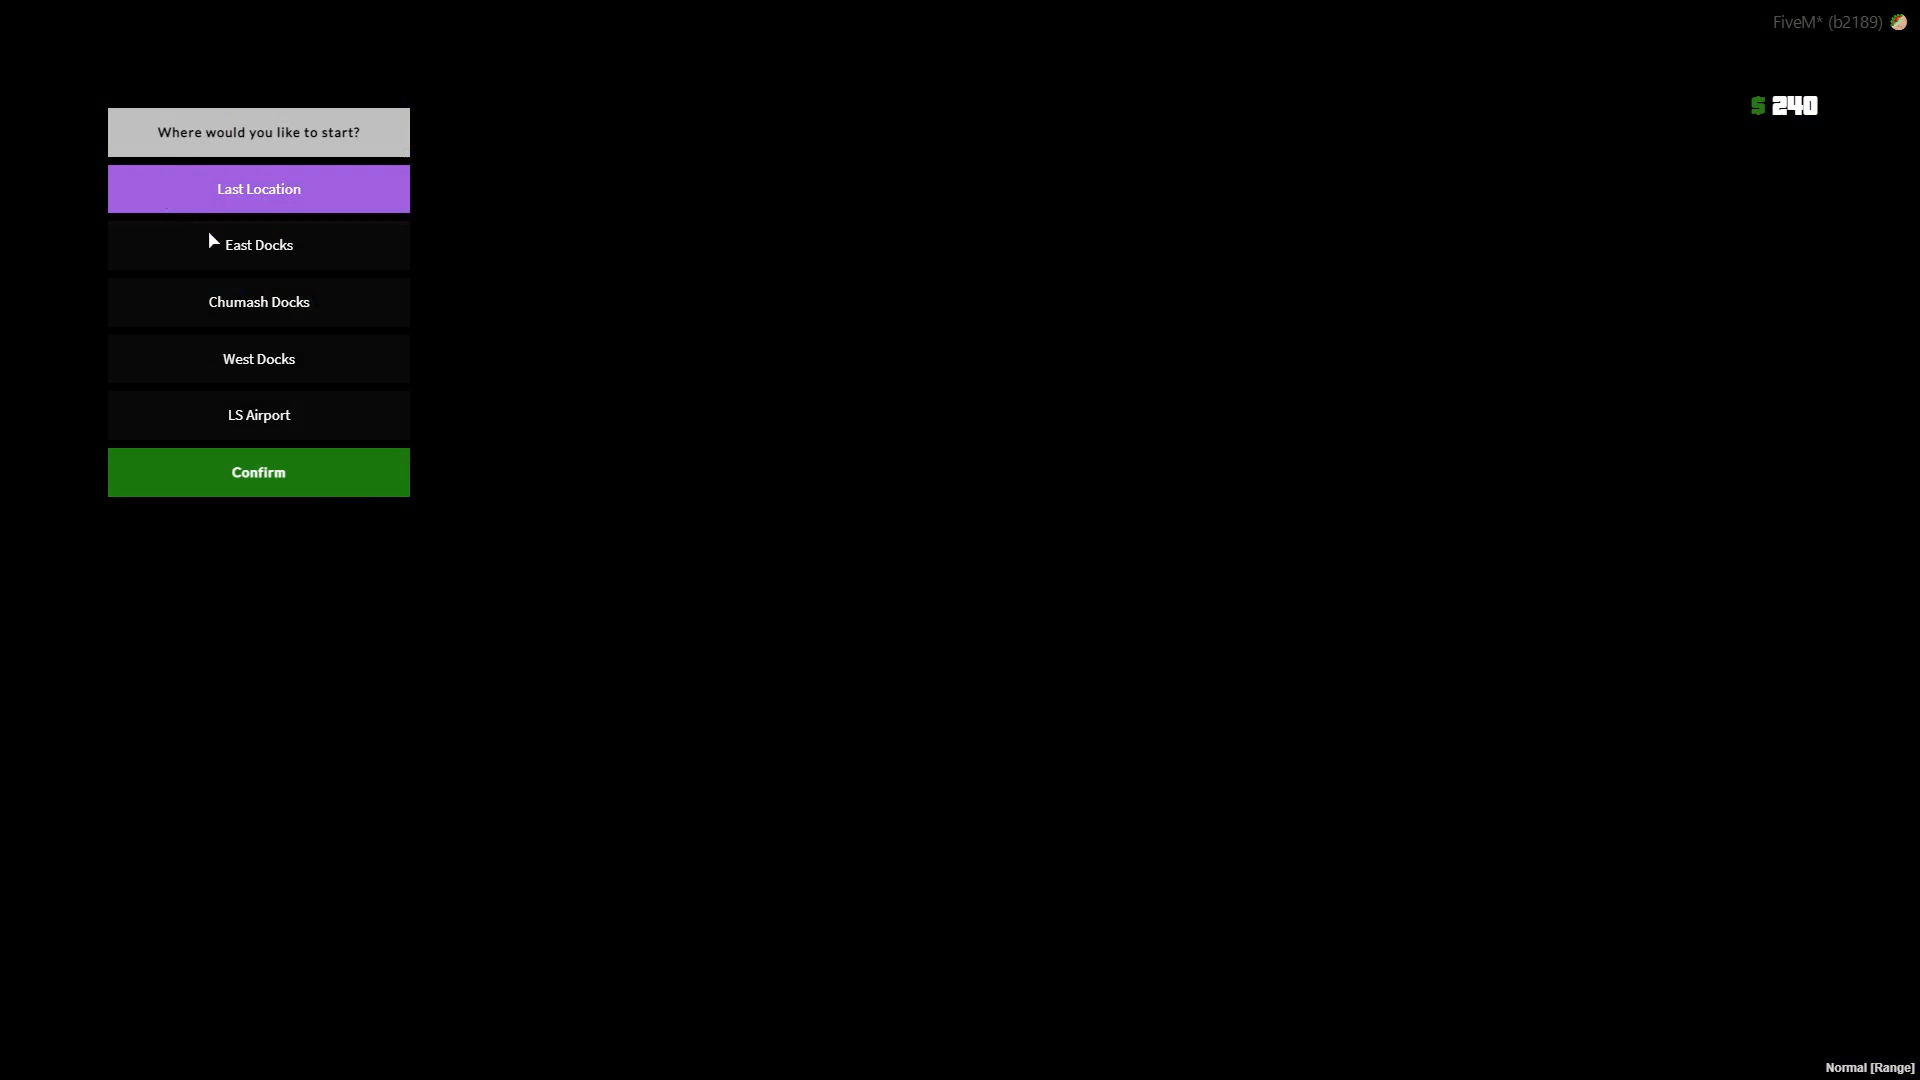 FiveM* (b2189)
$ 240
Where would you like to start?
Last Location
East Docks
Chumash Docks
West Docks
LS Airport
Confirm
Normal [Range]